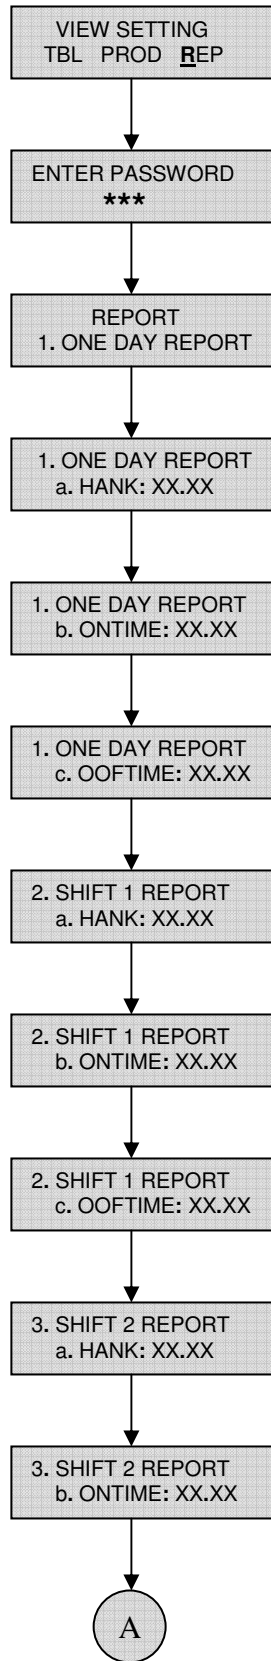 VIEW SETTING
TBL PROD REP
ENTER PASSWORD
***
REPORT
1. ONE DAY REPORT
1. ONE DAY REPORT
a. HANK: XX.XX
1. ONE DAY REPORT
b. ONTIME: XX.XX
1. ONE DAY REPORT
c. OOFTIME: XX.XX
2. SHIFT 1 REPORT
a. HANK: XX.XX
2. SHIFT 1 REPORT
b. ONTIME: XX.XX
2. SHIFT 1 REPORT
c. OOFTIME: XX.XX
3. SHIFT 2 REPORT
a. HANK: XX.XX
3. SHIFT 2 REPORT
b. ONTIME: XX.XX
A